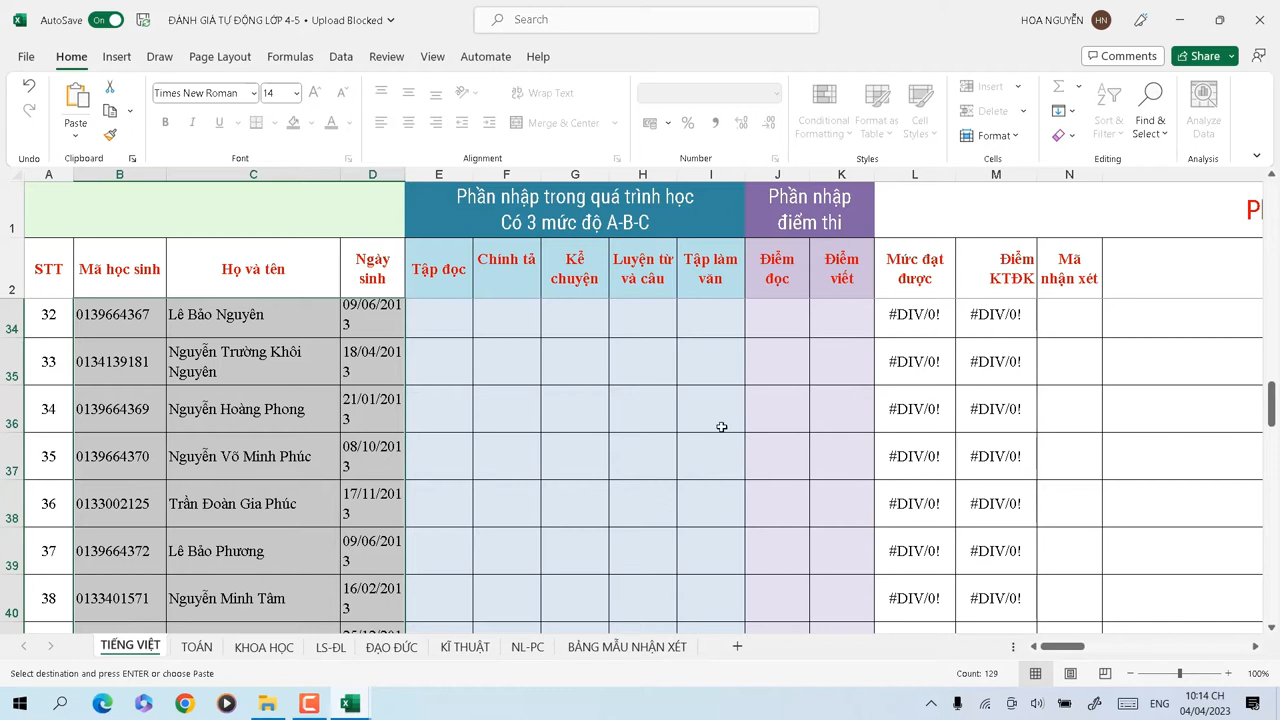 AutoSave On ĐÁNH GIÁ TỰ ĐỘNG LỚP 4-5 • Upload Blocked Search HOA NGUYỄN HN
File Home Insert Draw Page Layout Formulas Data Review View Automate Help Comments Share
Times New Roman 14 Wrap Text Insert
Paste B I U Merge & Center % Conditional Formatting Format as Table Cell Styles Delete Format Sort & Filter Find & Select Analyze Data
Undo Clipboard Font Alignment Number Styles Cells Editing Analysis
A B C D E F G H I J K L M N
1 Phần nhập trong quá trình học Phần nhập
Có 3 mức độ A-B-C điểm thi
2 STT Mã học sinh Họ và tên Ngày sinh Tập đọc Chính tả Kể chuyện Luyện từ và câu Tập làm văn Điểm đọc Điểm viết Mức đạt được Điểm KTĐK Mã nhận xét
34 32 0139664367 Lê Bảo Nguyên 09/06/2013 #DIV/0! #DIV/0!
35 33 0134139181 Nguyễn Trường Khôi Nguyên 18/04/2013 #DIV/0! #DIV/0!
36 34 0139664369 Nguyễn Hoàng Phong 21/01/2013 #DIV/0! #DIV/0!
37 35 0139664370 Nguyễn Võ Minh Phúc 08/10/2013 #DIV/0! #DIV/0!
38 36 0133002125 Trần Đoàn Gia Phúc 17/11/2013 #DIV/0! #DIV/0!
39 37 0139664372 Lê Bảo Phương 09/06/2013 #DIV/0! #DIV/0!
40 38 0133401571 Nguyễn Minh Tâm 16/02/2013 #DIV/0! #DIV/0!
TIẾNG VIỆT TOÁN KHOA HỌC LS-ĐL ĐẠO ĐỨC KĨ THUẬT NL-PC BẢNG MẪU NHẬN XÉT
Select destination and press ENTER or choose Paste Count: 129 100%
ENG 10:14 CH
04/04/2023